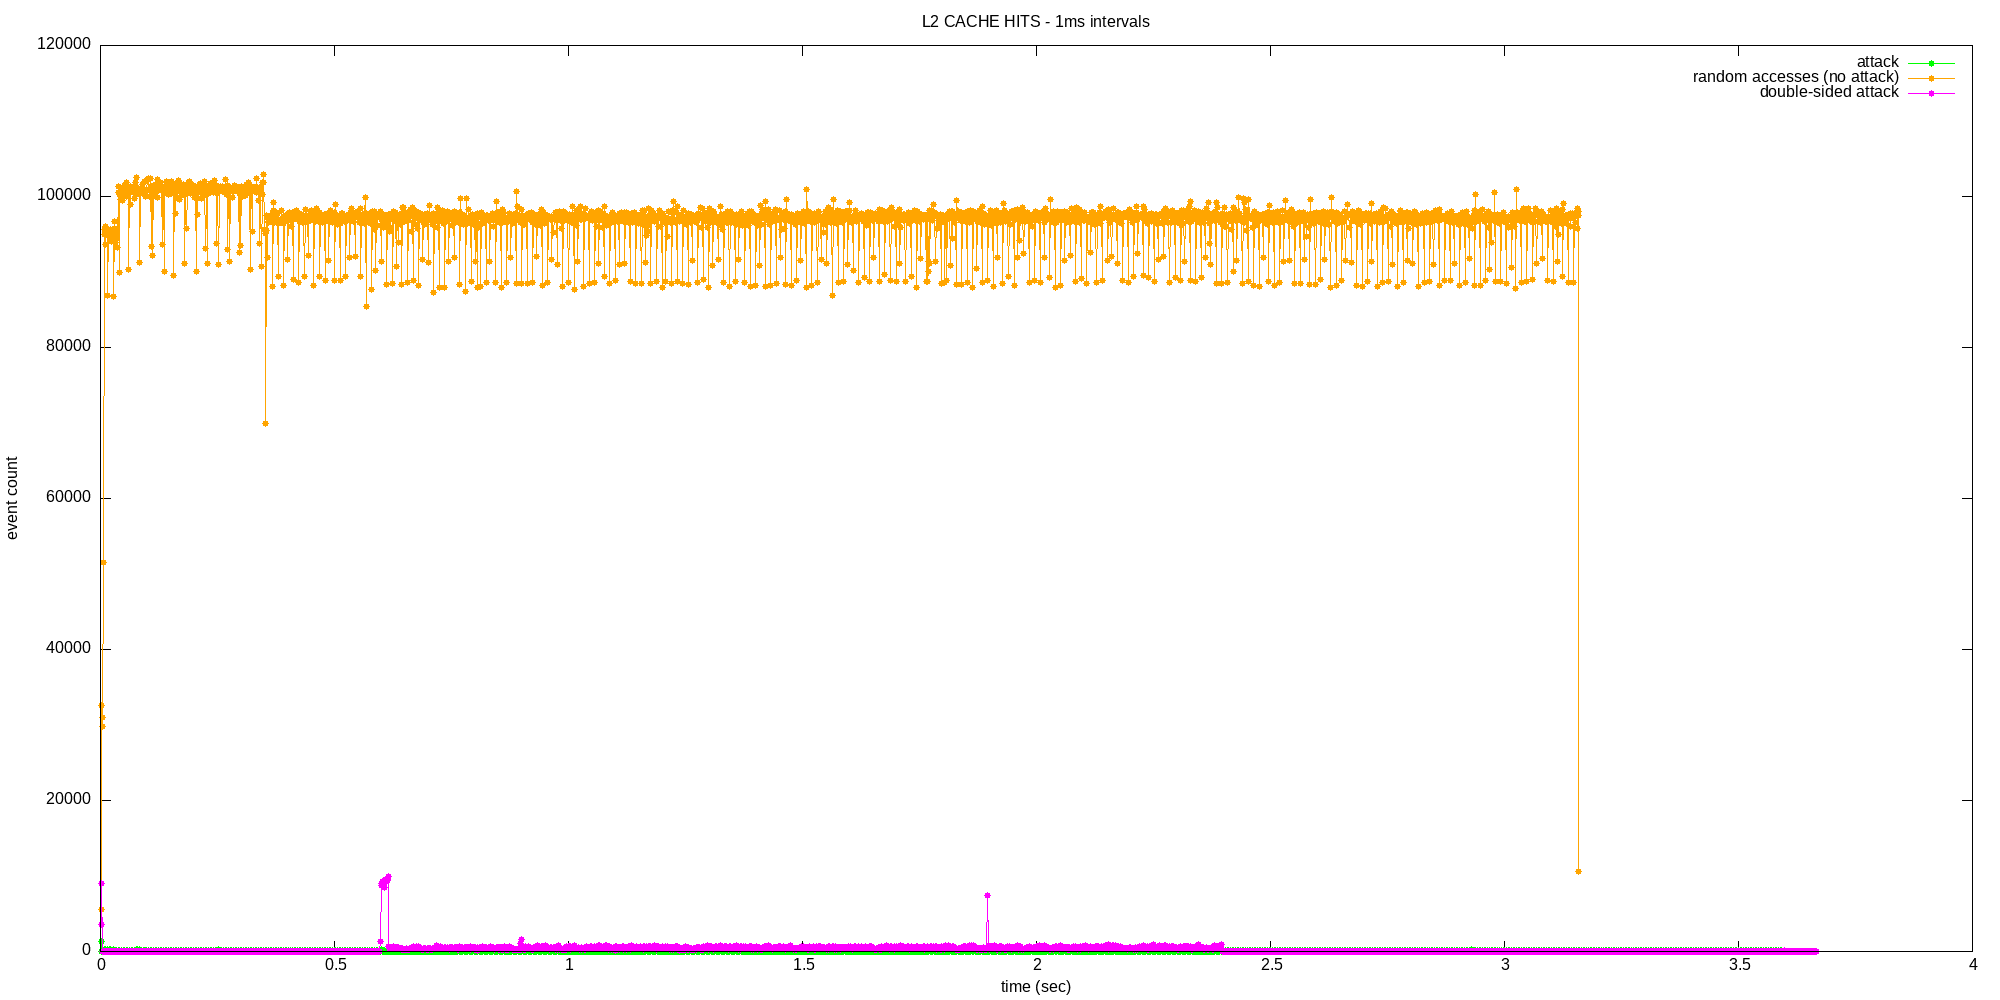 L2 CACHE HITS - 1ms intervals
120000
100000
80000
60000
40000
20000
0
event count
attack
random accesses (no attack)
double-sided attack
0 0.5 1 1.5 2 2.5 3 3.5 4
time (sec)